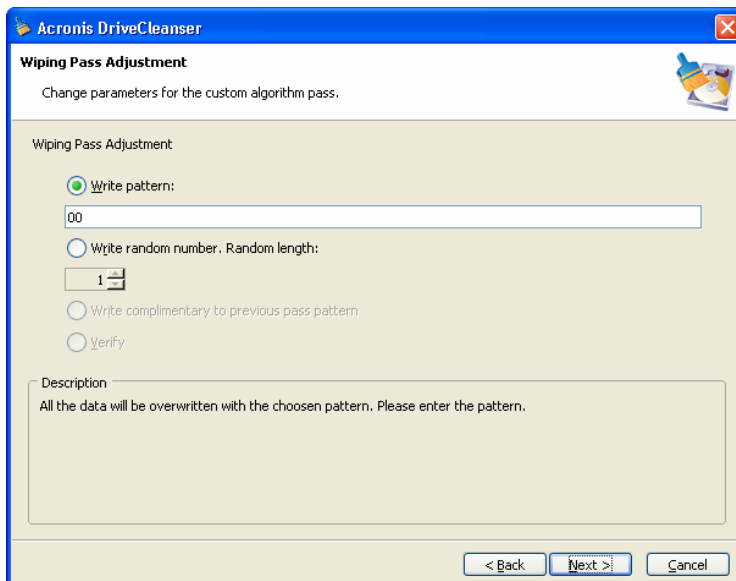 Acronis DriveCleanser
Wiping Pass Adjustment
Change parameters for the custom algorithm pass.
Wiping Pass Adjustment
Write pattern:
00
Write random number. Random length:
1
Write complimentary to previous pass pattern
Verify
Description
All the data will be overwritten with the choosen pattern. Please enter the pattern.
< Back Next > Cancel